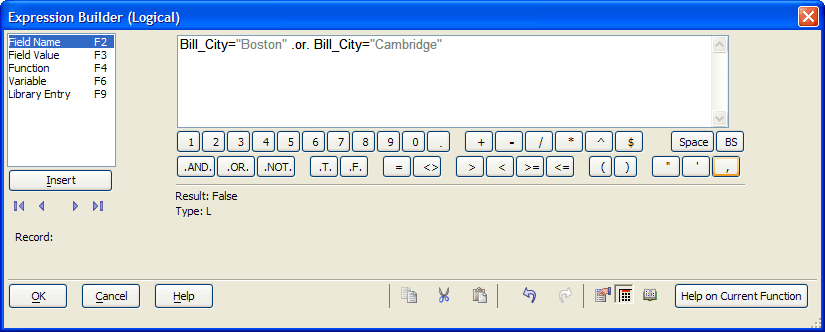 Expression Builder (Logical)
Field Name F2
Field Value F3
Function F4
Variable F6
Library Entry F9
Bill_City="Boston" .or. Bill_City="Cambridge"
1 2 3 4 5 6 7 8 9 0 . + - / * ^ $ Space BS
.AND. .OR. .NOT. .T. .F. = <> > < >= <= ( ) " ' ,
Insert
Result: False
Type: L
Record:
OK Cancel Help Help on Current Function